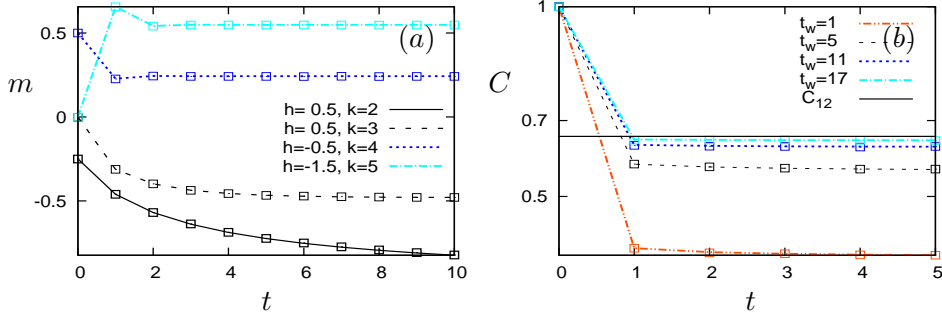 0.5
0
-0.5
m
(a)
h= 0.5, k=2
h= 0.5, k=3
h=-0.5, k=4
h=-1.5, k=5
0 2 4 6 8 10
t
1
0.7
0.5
C
(b)
t_w=1
t_w=5
t_w=11
t_w=17
C_12
0 1 2 3 4 5
t